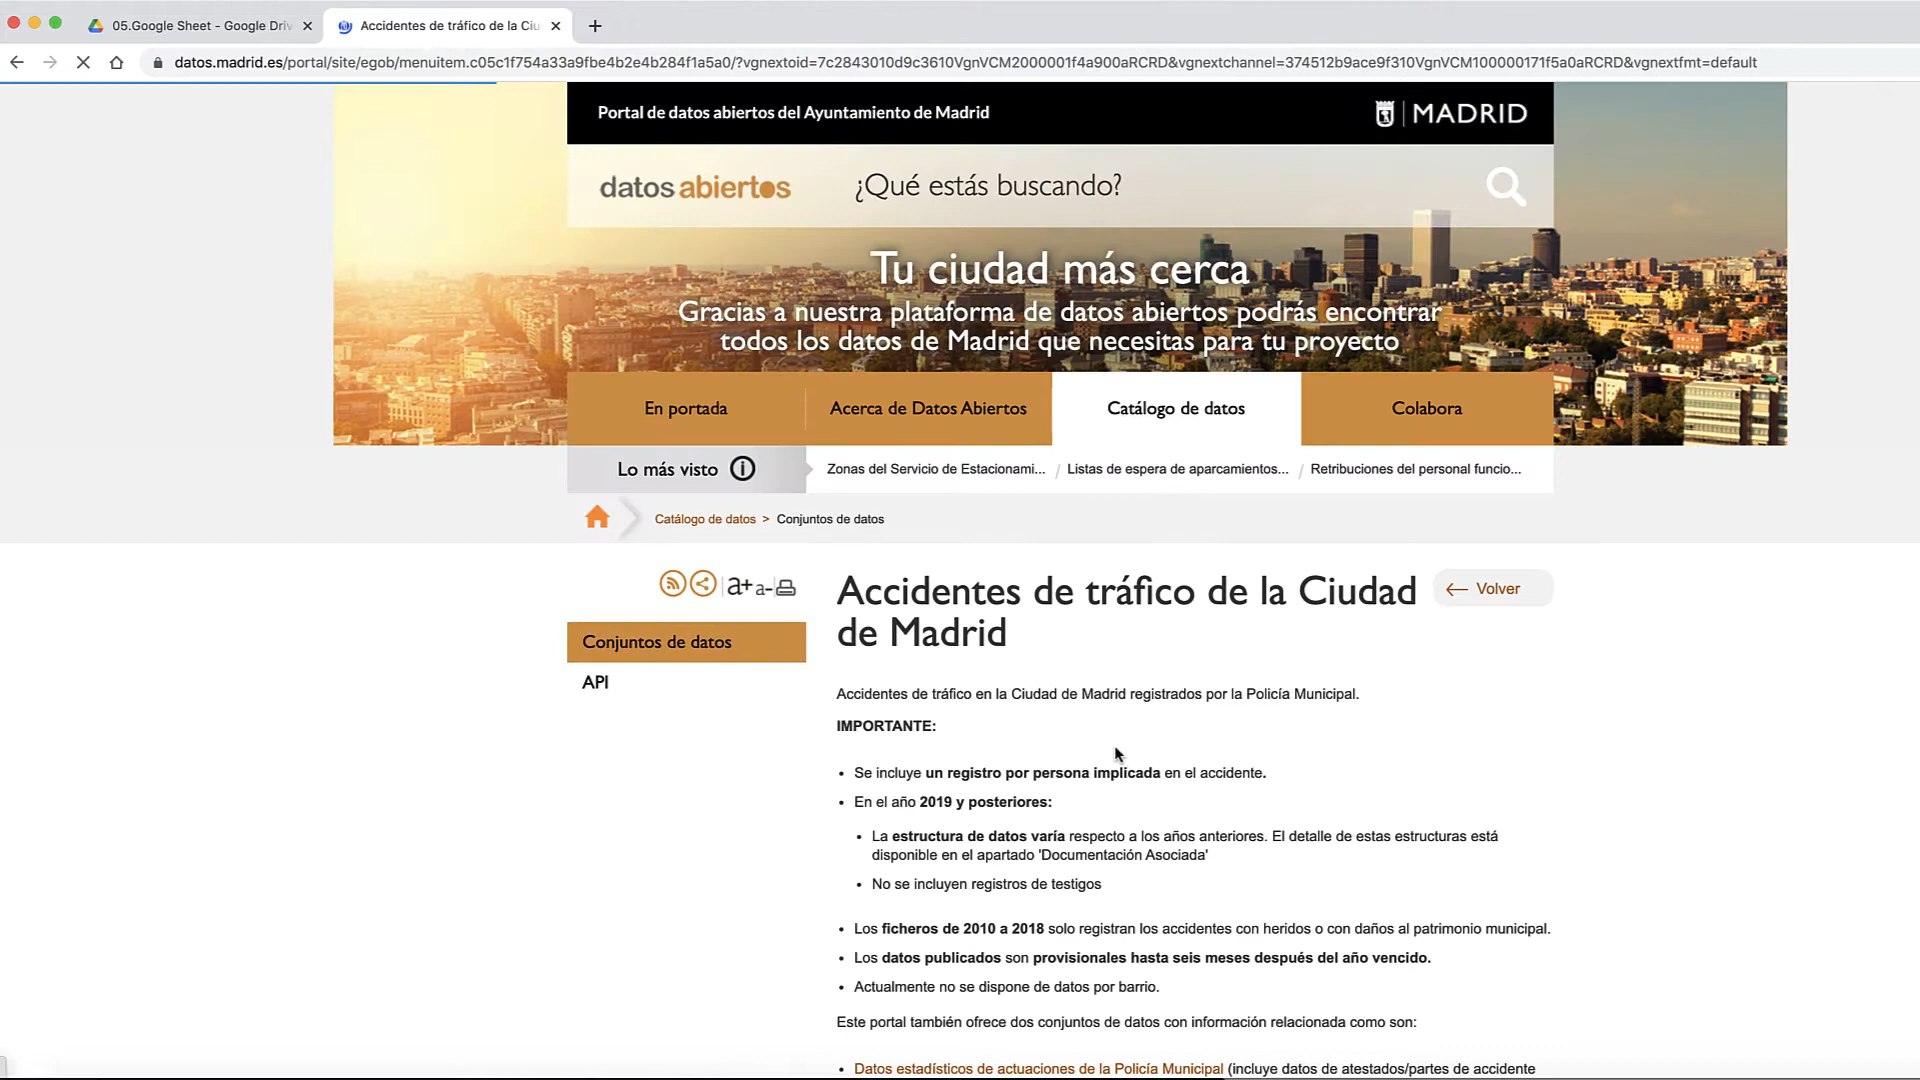 05.Google Sheet - Google Driv
Accidentes de tráfico de la Ciu
datos.madrid.es/portal/site/egob/menuitem.c05c1f754a33a9fbe4b2e4b284f1a5a0/?vgnextoid=7c2843010d9c3610VgnVCM2000001f4a900aRCRD&vgnextchannel=374512b9ace9f310VgnVCM100000171f5a0aRCRD&vgnextfmt=default
Portal de datos abiertos del Ayuntamiento de Madrid
MADRID
datos abiertos
¿Qué estás buscando?
Tu ciudad más cerca
Gracias a nuestra plataforma de datos abiertos podrás encontrar
todos los datos de Madrid que necesitas para tu proyecto
En portada
Acerca de Datos Abiertos
Catálogo de datos
Colabora
Lo más visto
Zonas del Servicio de Estacionami... / Listas de espera de aparcamientos... / Retribuciones del personal funcio...
Catálogo de datos > Conjuntos de datos
a+ a-
Accidentes de tráfico de la Ciudad
de Madrid
Volver
Conjuntos de datos
API
Accidentes de tráfico en la Ciudad de Madrid registrados por la Policía Municipal.
IMPORTANTE:
• Se incluye un registro por persona implicada en el accidente.
• En el año 2019 y posteriores:
• La estructura de datos varía respecto a los años anteriores. El detalle de estas estructuras está
disponible en el apartado 'Documentación Asociada'
• No se incluyen registros de testigos
• Los ficheros de 2010 a 2018 solo registran los accidentes con heridos o con daños al patrimonio municipal.
• Los datos publicados son provisionales hasta seis meses después del año vencido.
• Actualmente no se dispone de datos por barrio.
Este portal también ofrece dos conjuntos de datos con información relacionada como son:
• Datos estadísticos de actuaciones de la Policía Municipal (incluye datos de atestados/partes de accidente